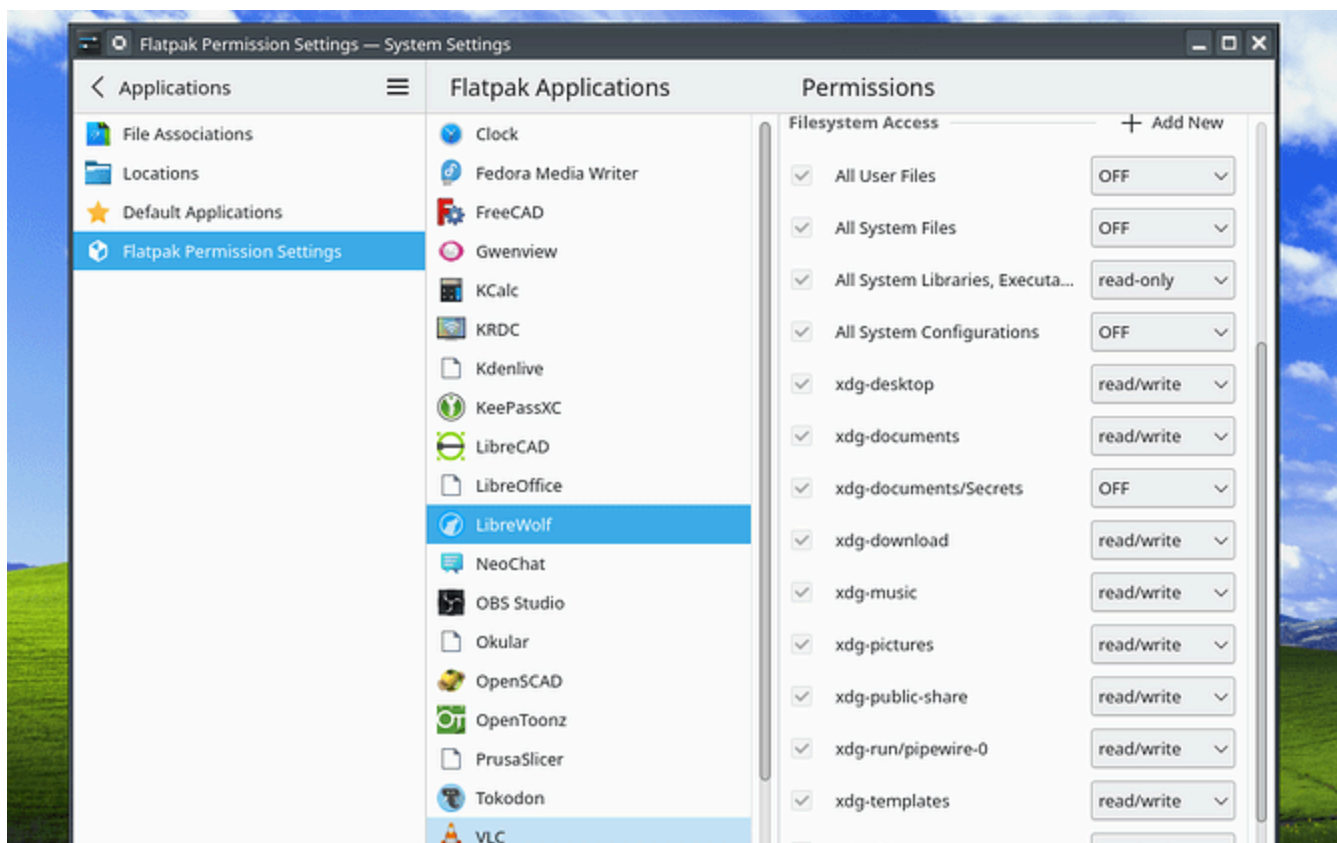 Flatpak Permission Settings — System Settings
Applications
File Associations
Locations
Default Applications
Flatpak Permission Settings
Flatpak Applications
Clock
Fedora Media Writer
FreeCAD
Gwenview
KCalc
KRDC
Kdenlive
KeePassXC
LibreCAD
LibreOffice
LibreWolf
NeoChat
OBS Studio
Okular
OpenSCAD
OpenToonz
PrusaSlicer
Tokodon
VLC
Permissions
Filesystem Access
Add New
All User Files OFF
All System Files OFF
All System Libraries, Executa... read-only
All System Configurations OFF
xdg-desktop read/write
xdg-documents read/write
xdg-documents/Secrets OFF
xdg-download read/write
xdg-music read/write
xdg-pictures read/write
xdg-public-share read/write
xdg-run/pipewire-0 read/write
xdg-templates read/write